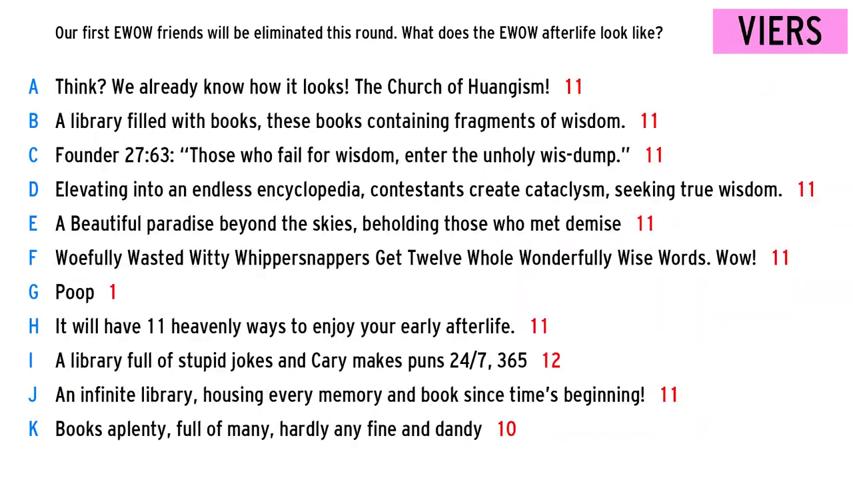 Our first EWOW friends will be eliminated this round. What does the EWOW afterlife look like?
VIERS
A Think? We already know how it looks! The Church of Huangism! 11
B A library filled with books, these books containing fragments of wisdom. 11
C Founder 27:63: “Those who fail for wisdom, enter the unholy wis-dump.” 11
D Elevating into an endless encyclopedia, contestants create cataclysm, seeking true wisdom. 11
E A Beautiful paradise beyond the skies, beholding those who met demise 11
F Woefully Wasted Witty Whippersnappers Get Twelve Whole Wonderfully Wise Words. Wow! 11
G Poop 1
H It will have 11 heavenly ways to enjoy your early afterlife. 11
I A library full of stupid jokes and Cary makes puns 24/7, 365 12
J An infinite library, housing every memory and book since time’s beginning! 11
K Books aplenty, full of many, hardly any fine and dandy 10